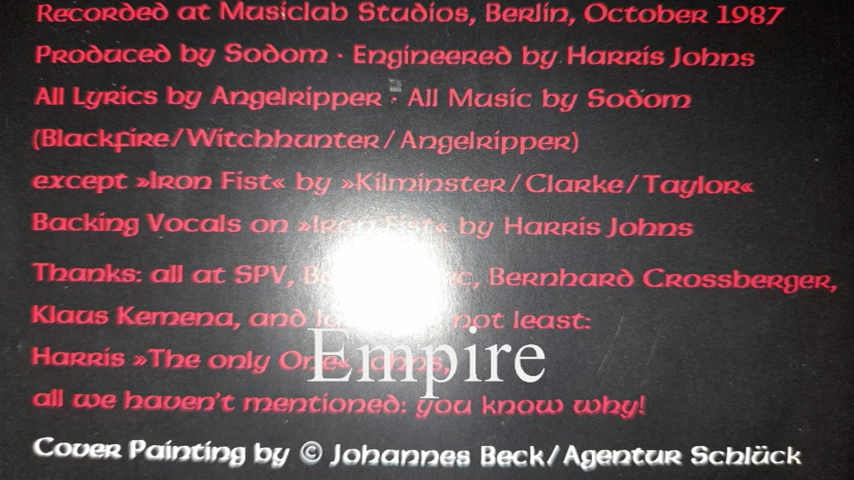 Recorded at Musiclab Studios, Berlin, October 1987
Produced by Sodom · Engineered by Harris Johns
All Lyrics by Angelripper · All Music by Sodom
(Blackfire/Witchhunter/Angelripper)
except »Iron Fist« by »Kilminster/Clarke/Taylor«
Backing Vocals on »Iron Fist« by Harris Johns
Thanks: all at SPV, Bernhard Crossberger,
Klaus Kemena, and not least:
Harris »The only One« Johns,
Empire
all we haven't mentioned: you know why!
Cover Painting by © Johannes Beck/Agentur Schlück